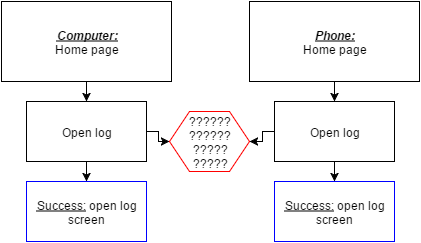 Computer:
Home page
Phone:
Home page
Open log
??????
??????
?????
?????
Open log
Success: open log
screen
Success: open log
screen